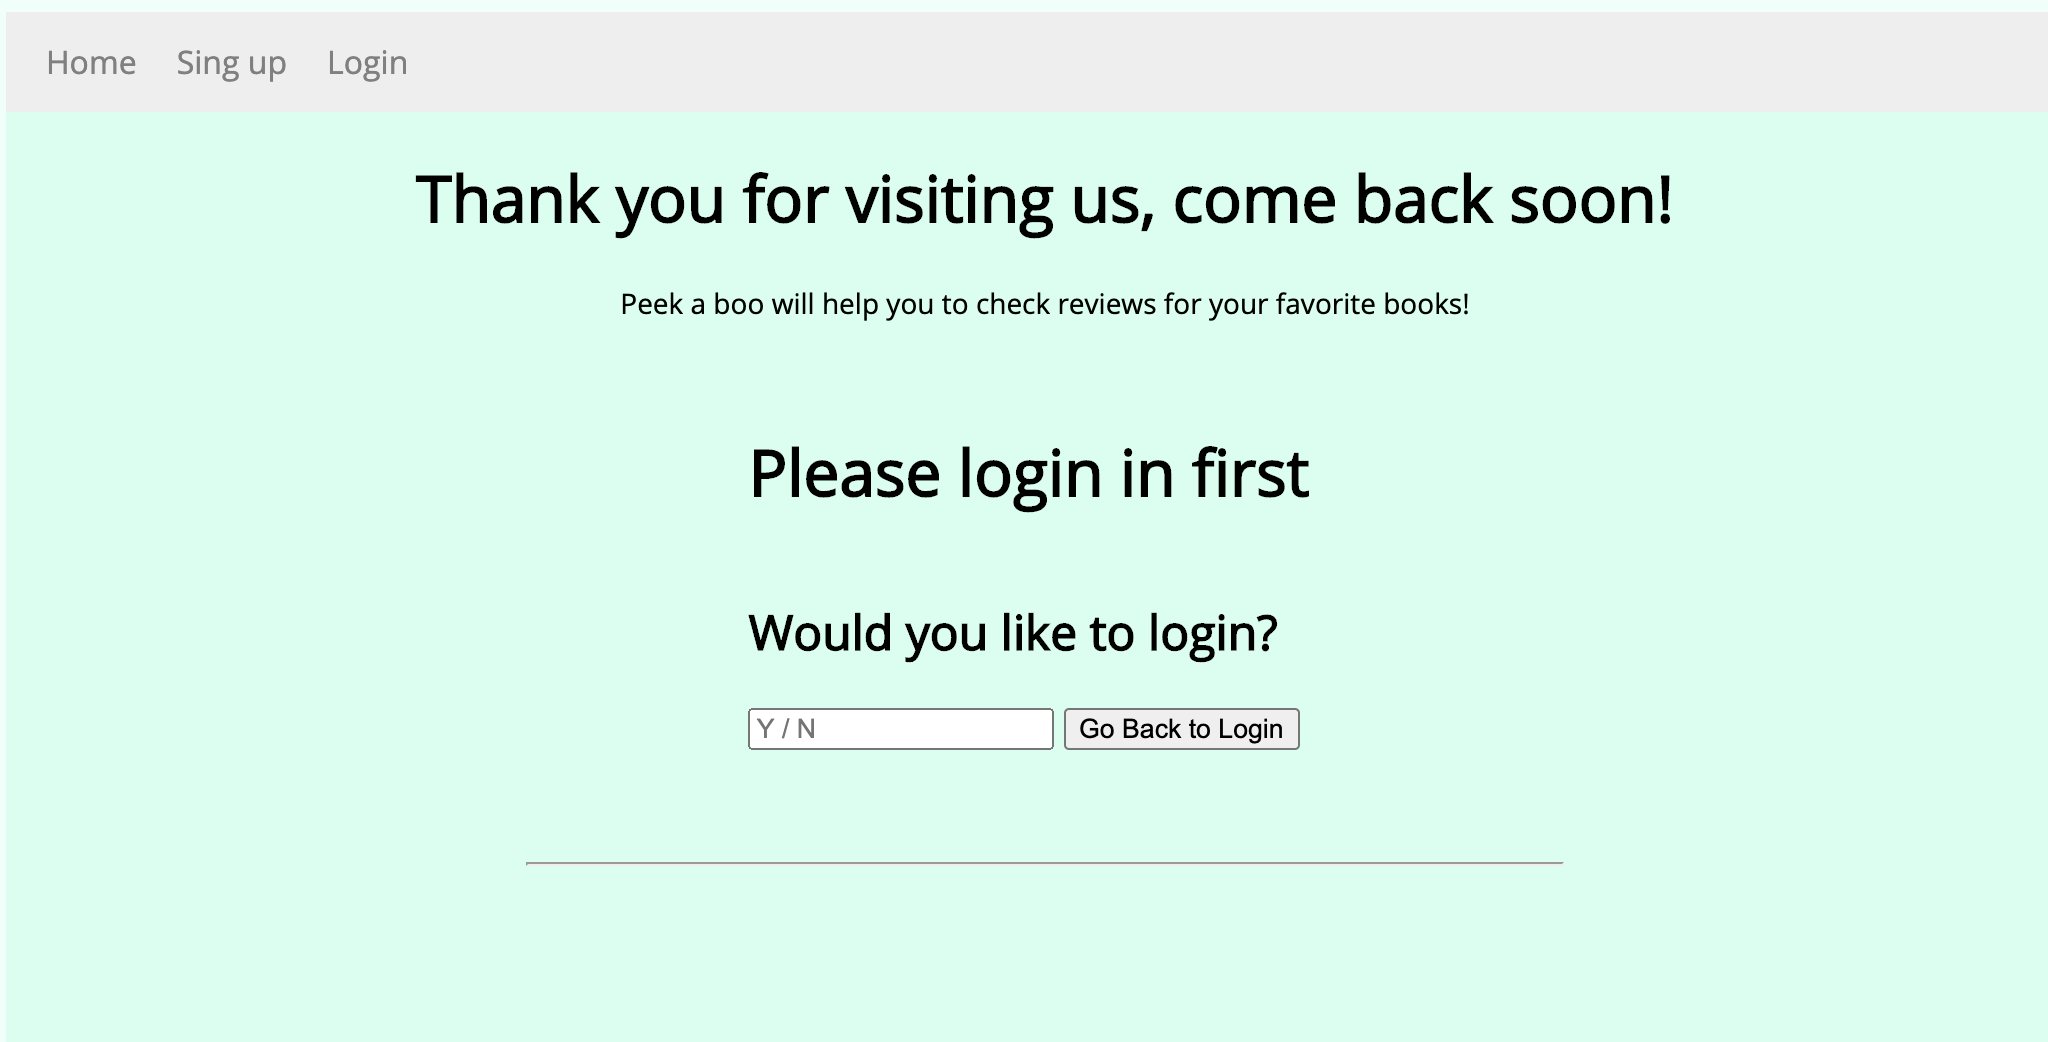 Home Sing up Login
Thank you for visiting us, come back soon!
Peek a boo will help you to check reviews for your favorite books!
Please login in first
Would you like to login?
Y / N Go Back to Login